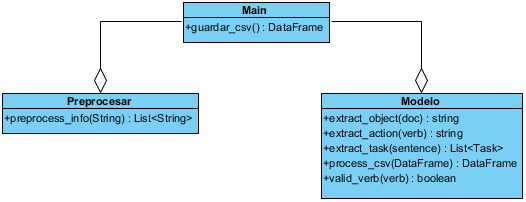 Main
+guardar_csv() : DataFrame
Preprocesar
+preprocess_info(String) : List<String>
Modelo
+extract_object(doc) : string
+extract_action(verb) : string
+extract_task(sentence) : List<Task>
+process_csv(DataFrame) : DataFrame
+valid_verb(verb) : boolean